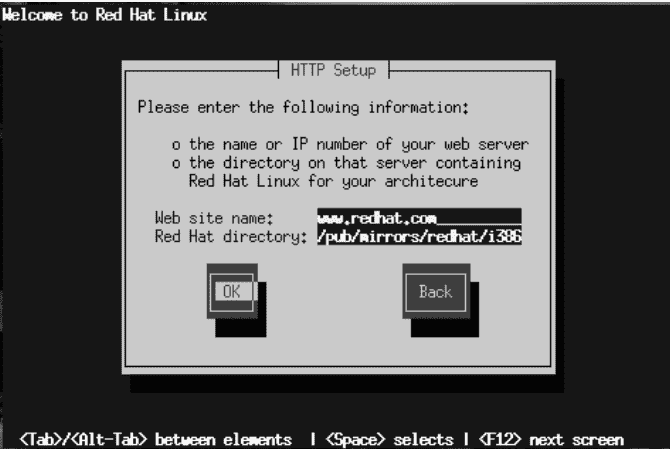 Welcome to Red Hat Linux
HTTP Setup
Please enter the following information:
o the name or IP number of your web server
o the directory on that server containing
Red Hat Linux for your architecure
Web site name: www.redhat.com
Red Hat directory: /pub/mirrors/redhat/i386
OK Back
<Tab>/<Alt-Tab> between elements | <Space> selects | <F12> next screen